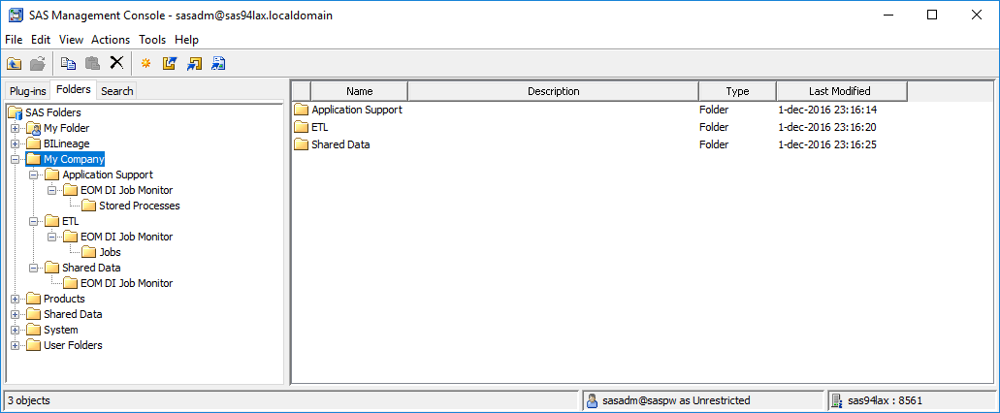 SAS Management Console - sasadm@sas94lax.localdomain
File Edit View Actions Tools Help
Plug-ins Folders Search
SAS Folders
My Folder
BILineage
My Company
Application Support
EOM DI Job Monitor
Stored Processes
ETL
EOM DI Job Monitor
Jobs
Shared Data
EOM DI Job Monitor
Products
Shared Data
System
User Folders
Name Description Type Last Modified
Application Support Folder 1-dec-2016 23:16:14
ETL Folder 1-dec-2016 23:16:20
Shared Data Folder 1-dec-2016 23:16:25
3 objects sasadm@saspw as Unrestricted sas94lax : 8561